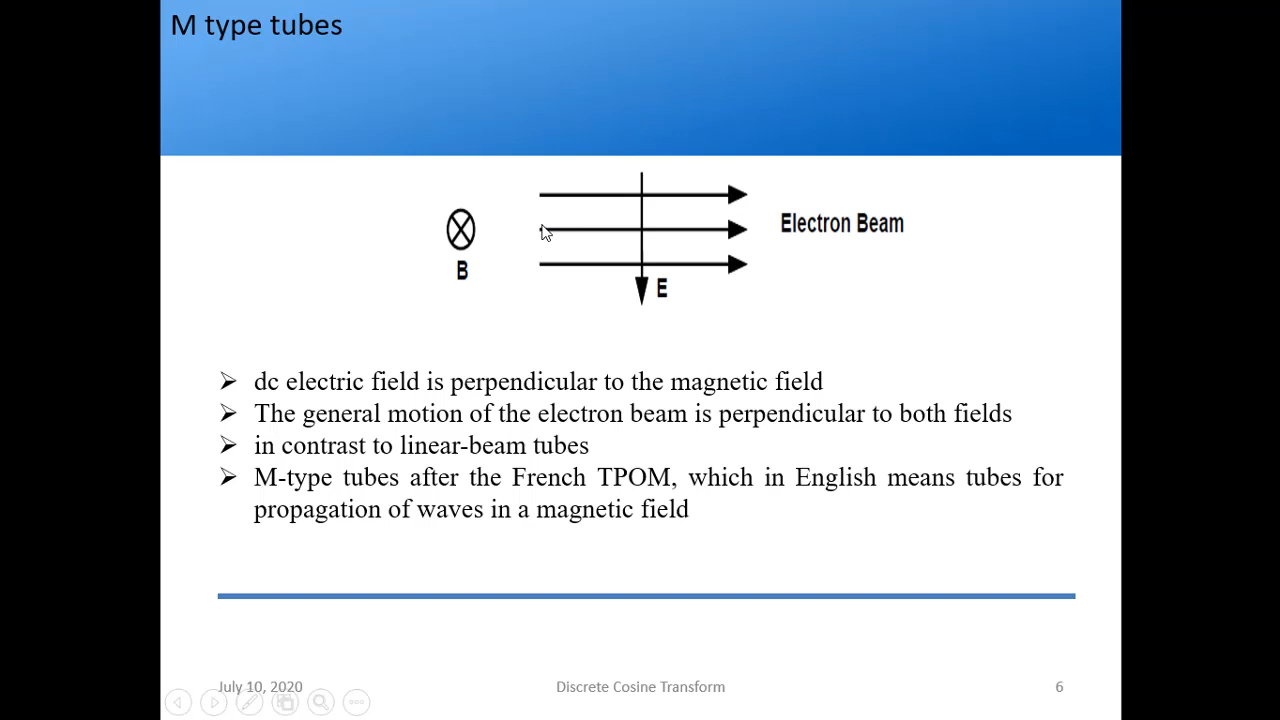 M type tubes
Electron Beam
B
E
➢ dc electric field is perpendicular to the magnetic field
➢ The general motion of the electron beam is perpendicular to both fields
➢ in contrast to linear-beam tubes
➢ M-type tubes after the French TPOM, which in English means tubes for
propagation of waves in a magnetic field
July 10, 2020
Discrete Cosine Transform
6